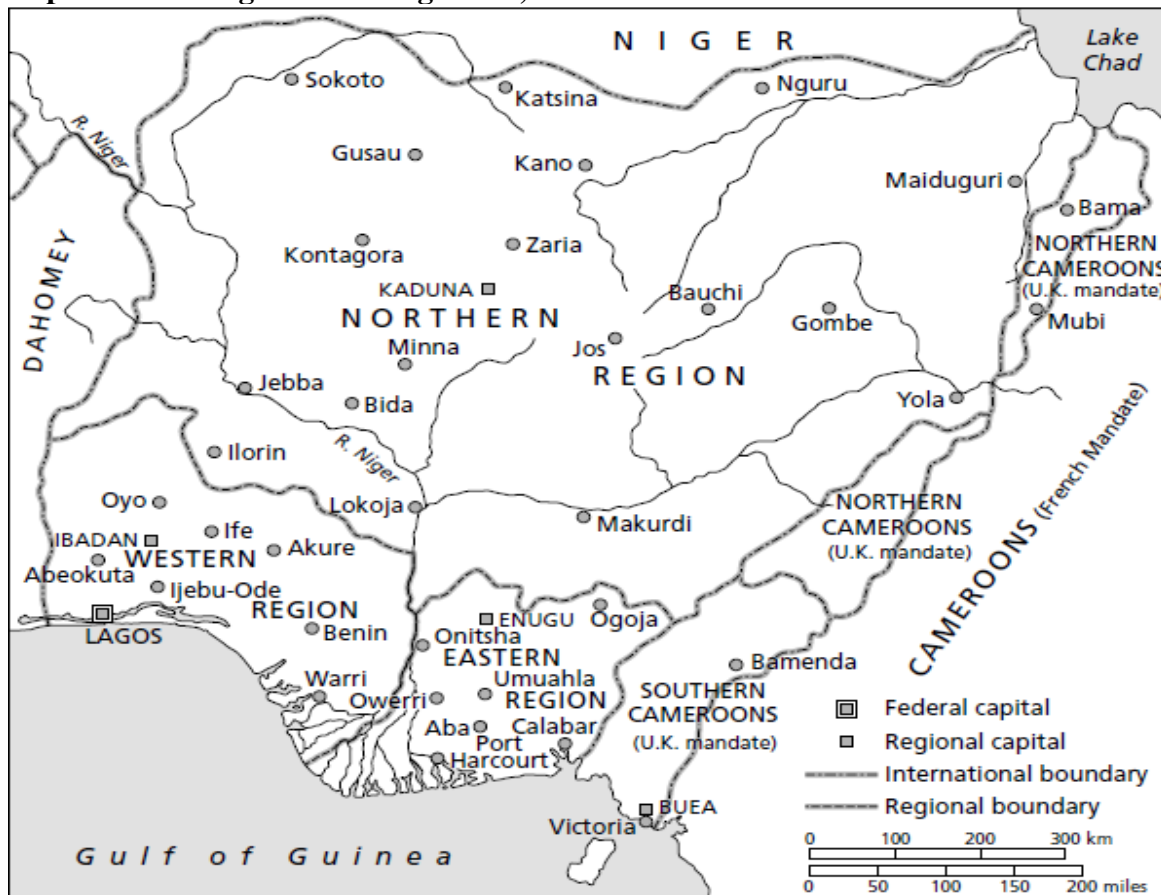 NIGER
Lake
Chad
Sokoto
Katsina
Nguru
R. Niger
Gusau
Kano
Maiduguri
Bama
DAHOMEY
Kontagora
Zaria
NORTHERN
CAMEROONS
(U.K. mandate)
KADUNA
Bauchi
Gombe
Mubi
NORTHERN
REGION
Minna
Jos
Jebba
Bida
Yola
R. Niger
Ilorin
Oyo
Lokoja
Makurdi
NORTHERN
CAMEROONS
(U.K. mandate)
CAMEROONS (French Mandate)
IBADAN
Ife
WESTERN
REGION
Akure
Abeokuta
Ijebu-Ode
LAGOS
Benin
ENUGU
Ogoja
Onitsha
EASTERN
REGION
Bamenda
Warri
Owerri
Umuahla
SOUTHERN
CAMEROONS
(U.K. mandate)
Aba
Calabar
Port
Harcourt
BUEA
Victoria
Gulf of Guinea
Federal capital
Regional capital
International boundary
Regional boundary
0 100 200 300 km
0 50 100 150 200 miles